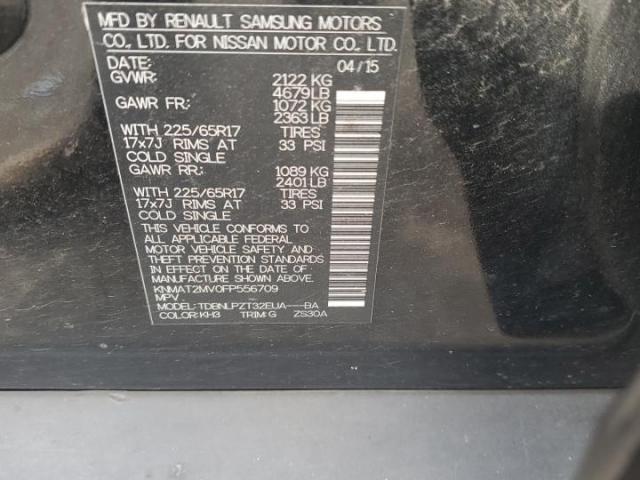 MFD BY RENAULT SAMSUNG MOTORS
CO., LTD. FOR NISSAN MOTOR CO., LTD.
DATE: 04/15
GVWR: 2122 KG
4679LB
GAWR FR: 1072 KG
2363LB
WITH 225/65R17 TIRES
17x7J RIMS AT 33 PSI
COLD SINGLE
GAWR RR: 1089 KG
2401LB
WITH 225/65R17 TIRES
17x7J RIMS AT 33 PSI
COLD SINGLE
THIS VEHICLE CONFORMS TO
ALL APPLICABLE FEDERAL
MOTOR VEHICLE SAFETY AND
THEFT PREVENTION STANDARDS
IN EFFECT ON THE DATE OF
MANUFACTURE SHOWN ABOVE.
KNMAT2MV0FP556709
MPV
MODEL: TDBNLPZT32EUA---BA
COLOR: KH3 TRIM: G ZS30A